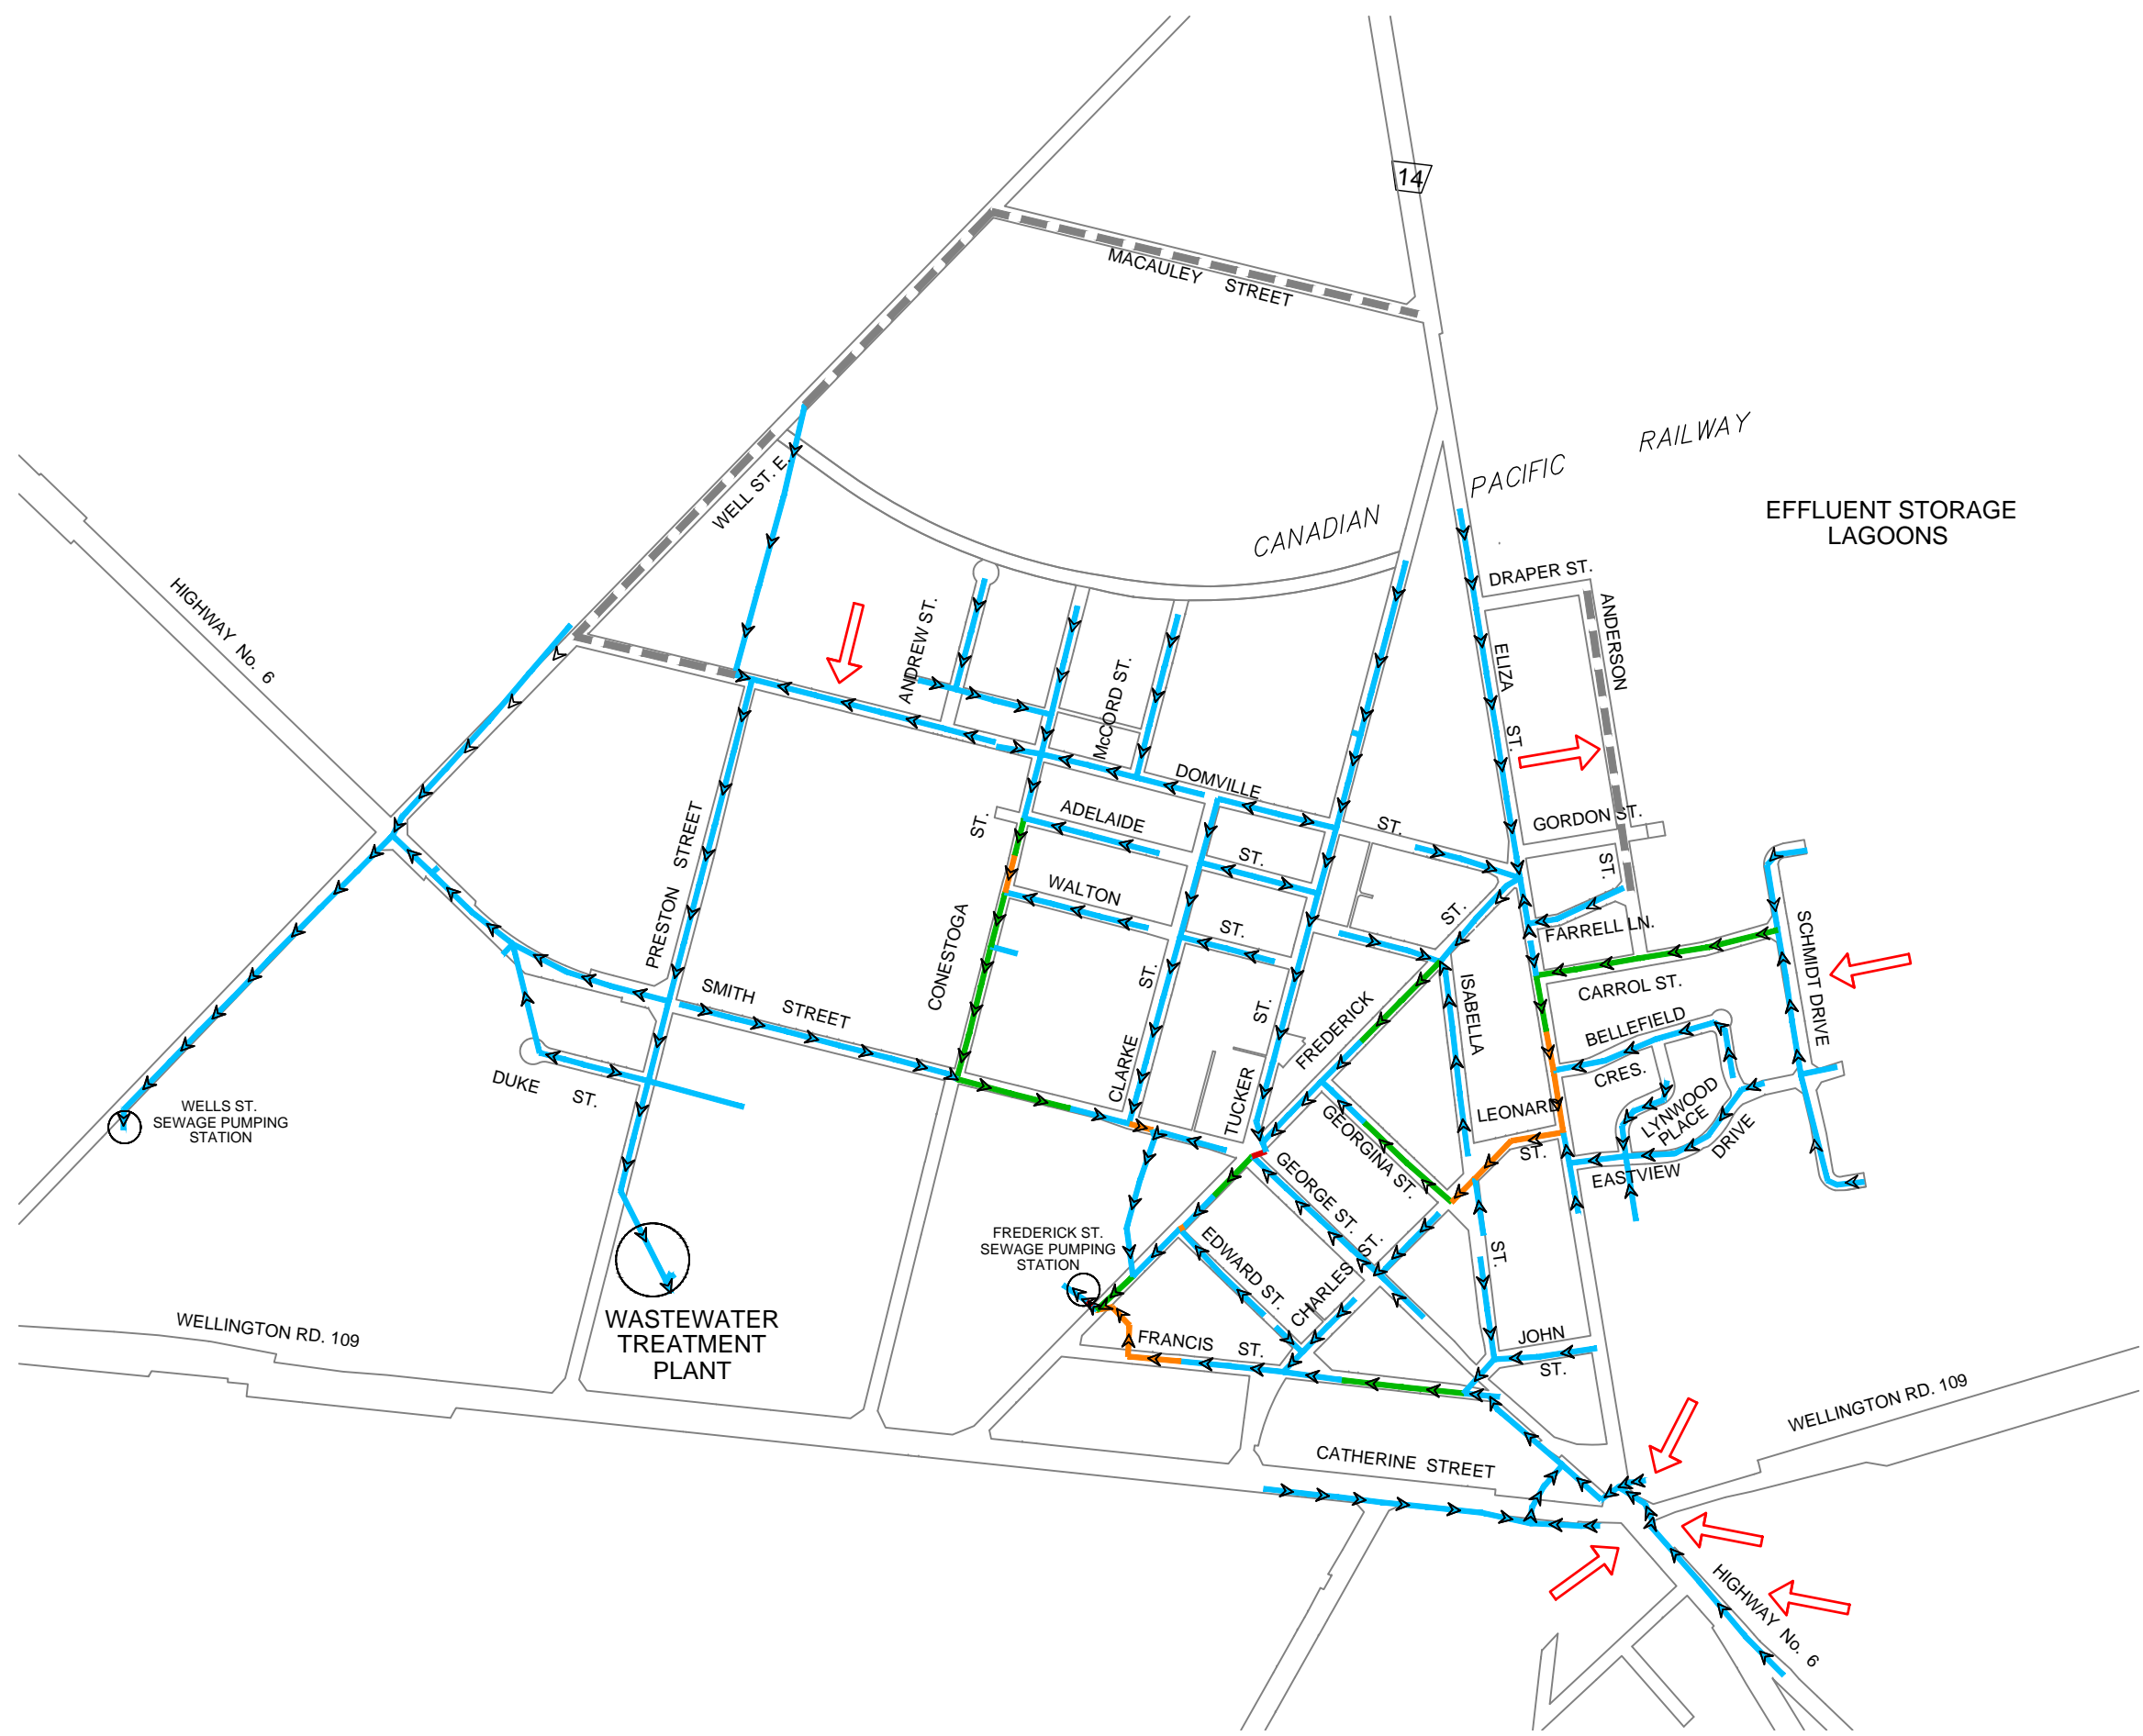 14
MACAULEY STREET
RAILWAY
PACIFIC
CANADIAN
WELL ST. E.
EFFLUENT STORAGE
LAGOONS
DRAPER ST.
ANDERSON
ST.
HIGHWAY No. 6
ANDREW ST.
McCORD ST.
ELIZA ST.
DOMVILLE ST.
GORDON ST.
ADELAIDE ST.
WALTON ST.
PRESTON STREET
CONESTOGA ST.
CLARKE ST.
TUCKER ST.
FREDERICK ST.
ISABELLA ST.
FARRELL LN.
CARROL ST.
SCHMIDT DRIVE
BELLEFIELD
CRES.
LYNWOOD
PLACE
LEONARD
ST.
EASTVIEW DRIVE
SMITH STREET
DUKE ST.
WELLS ST.
SEWAGE PUMPING
STATION
GEORGINA ST.
GEORGE ST.
EDWARD ST.
CHARLES ST.
FREDERICK ST.
SEWAGE PUMPING
STATION
WASTEWATER
TREATMENT
PLANT
FRANCIS ST.
JOHN
ST.
WELLINGTON RD. 109
WELLINGTON RD. 109
CATHERINE STREET
HIGHWAY No. 6